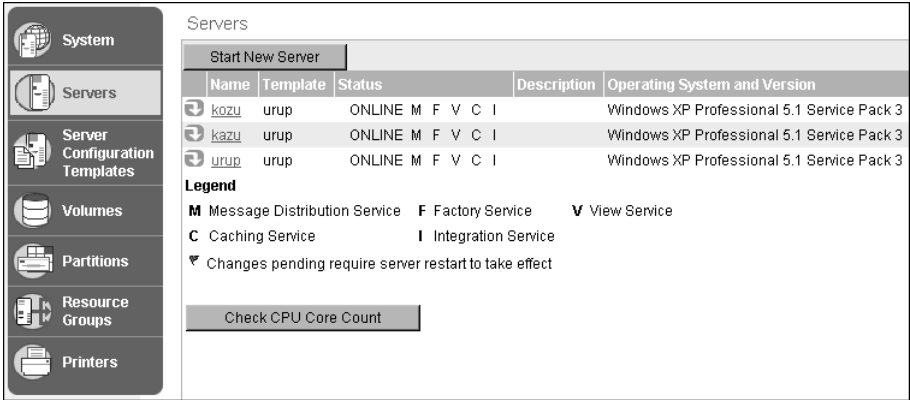 System
Servers
Server
Configuration
Templates
Volumes
Partitions
Resource
Groups
Printers
Servers
Start New Server
Name Template Status Description Operating System and Version
kozu urup ONLINE M F V C I Windows XP Professional 5.1 Service Pack 3
kazu urup ONLINE M F V C I Windows XP Professional 5.1 Service Pack 3
urup urup ONLINE M F V C I Windows XP Professional 5.1 Service Pack 3
Legend
M Message Distribution Service F Factory Service V View Service
C Caching Service I Integration Service
Changes pending require server restart to take effect
Check CPU Core Count